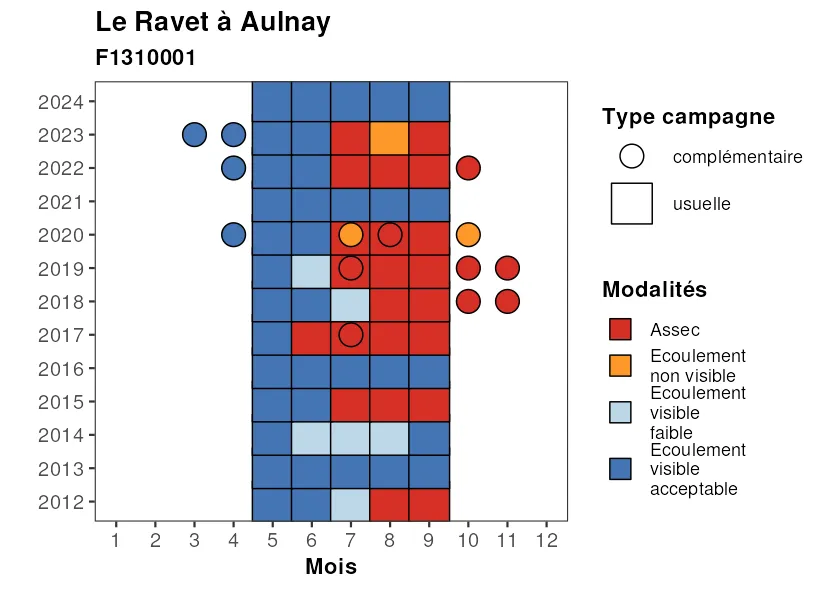 Le Ravet à Aulnay
F1310001
2024
2023
2022
2021
2020
2019
2018
2017
2016
2015
2014
2013
2012
1 2 3 4 5 6 7 8 9 10 11 12
Mois
Type campagne
complémentaire
usuelle
Modalités
Assec
Ecoulement
non visible
Ecoulement
visible
faible
Ecoulement
visible
acceptable